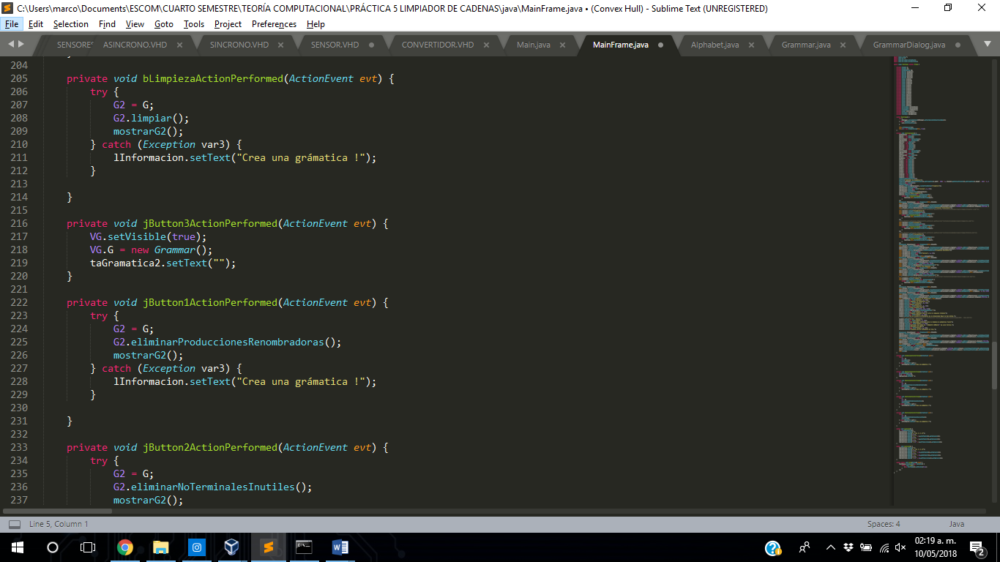 C:\Users\marco\Documents\ESCOM\CUARTO SEMESTRE\TEORÍA COMPUTACIONAL\PRÁCTICA 5 LIMPIADOR DE CADENAS\java\MainFrame.java • (Convex Hull) - Sublime Text (UNREGISTERED)
File Edit Selection Find View Goto Tools Project Preferences Help
SENSORES ASINCRONO.VHD SINCRONO.VHD SENSOR.VHD CONVERTIDOR.VHD Main.java MainFrame.java Alphabet.java Grammar.java GrammarDialog.java
204
205 private void bLimpiezaActionPerformed(ActionEvent evt) {
206 try {
207 G2 = G;
208 G2.limpiar();
209 mostrarG2();
210 } catch (Exception var3) {
211 lInformacion.setText("Crea una grámatica !");
212 }
213
214 }
215
216 private void jButton3ActionPerformed(ActionEvent evt) {
217 VG.setVisible(true);
218 VG.G = new Grammar();
219 taGramatica2.setText("");
220 }
221
222 private void jButton1ActionPerformed(ActionEvent evt) {
223 try {
224 G2 = G;
225 G2.eliminarProduccionesRenombradoras();
226 mostrarG2();
227 } catch (Exception var3) {
228 lInformacion.setText("Crea una grámatica !");
229 }
230
231 }
232
233 private void jButton2ActionPerformed(ActionEvent evt) {
234 try {
235 G2 = G;
236 G2.eliminarNoTerminalesInutiles();
237 mostrarG2();
Line 5, Column 1 Spaces: 4 Java
02:19 a. m.
10/05/2018
2